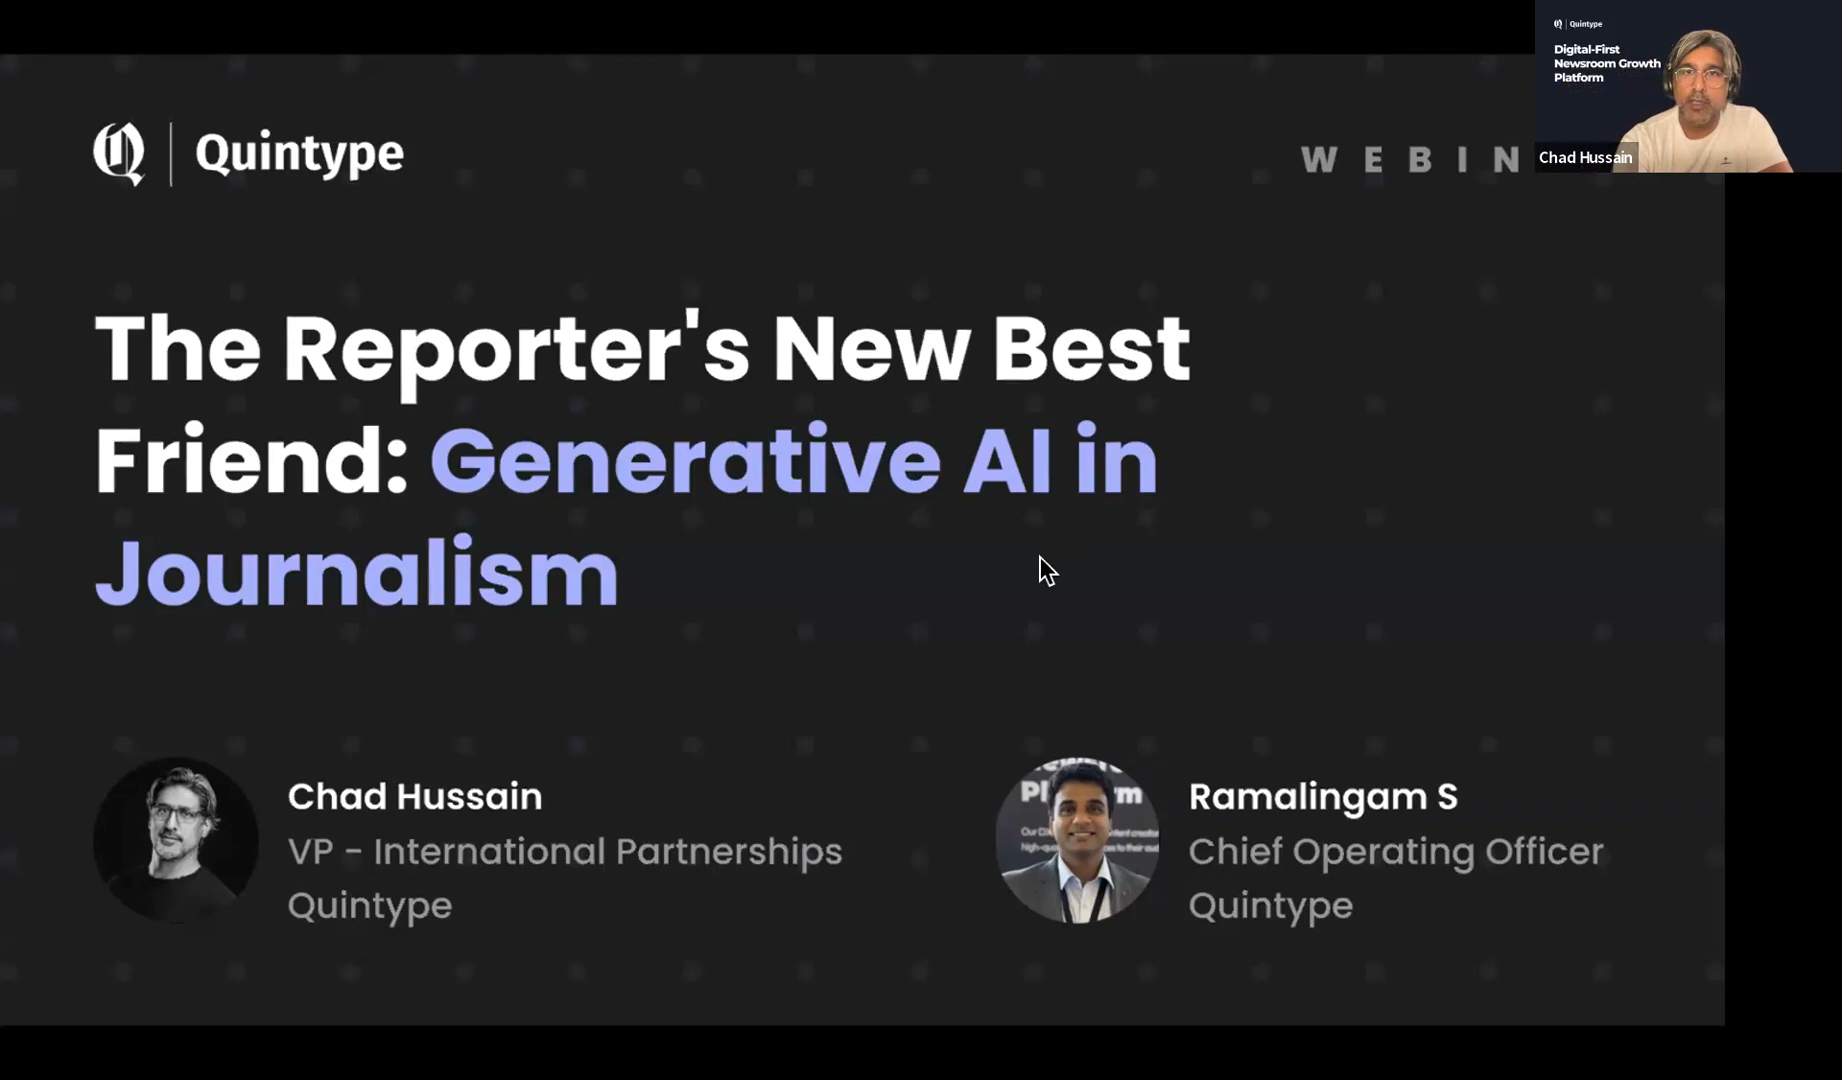 Quintype
WEBIN
Quintype
Digital-First
Newsroom Growth
Platform
Chad Hussain
The Reporter's New Best
Friend: Generative AI in
Journalism
Chad Hussain
VP - International Partnerships
Quintype
Ramalingam S
Chief Operating Officer
Quintype